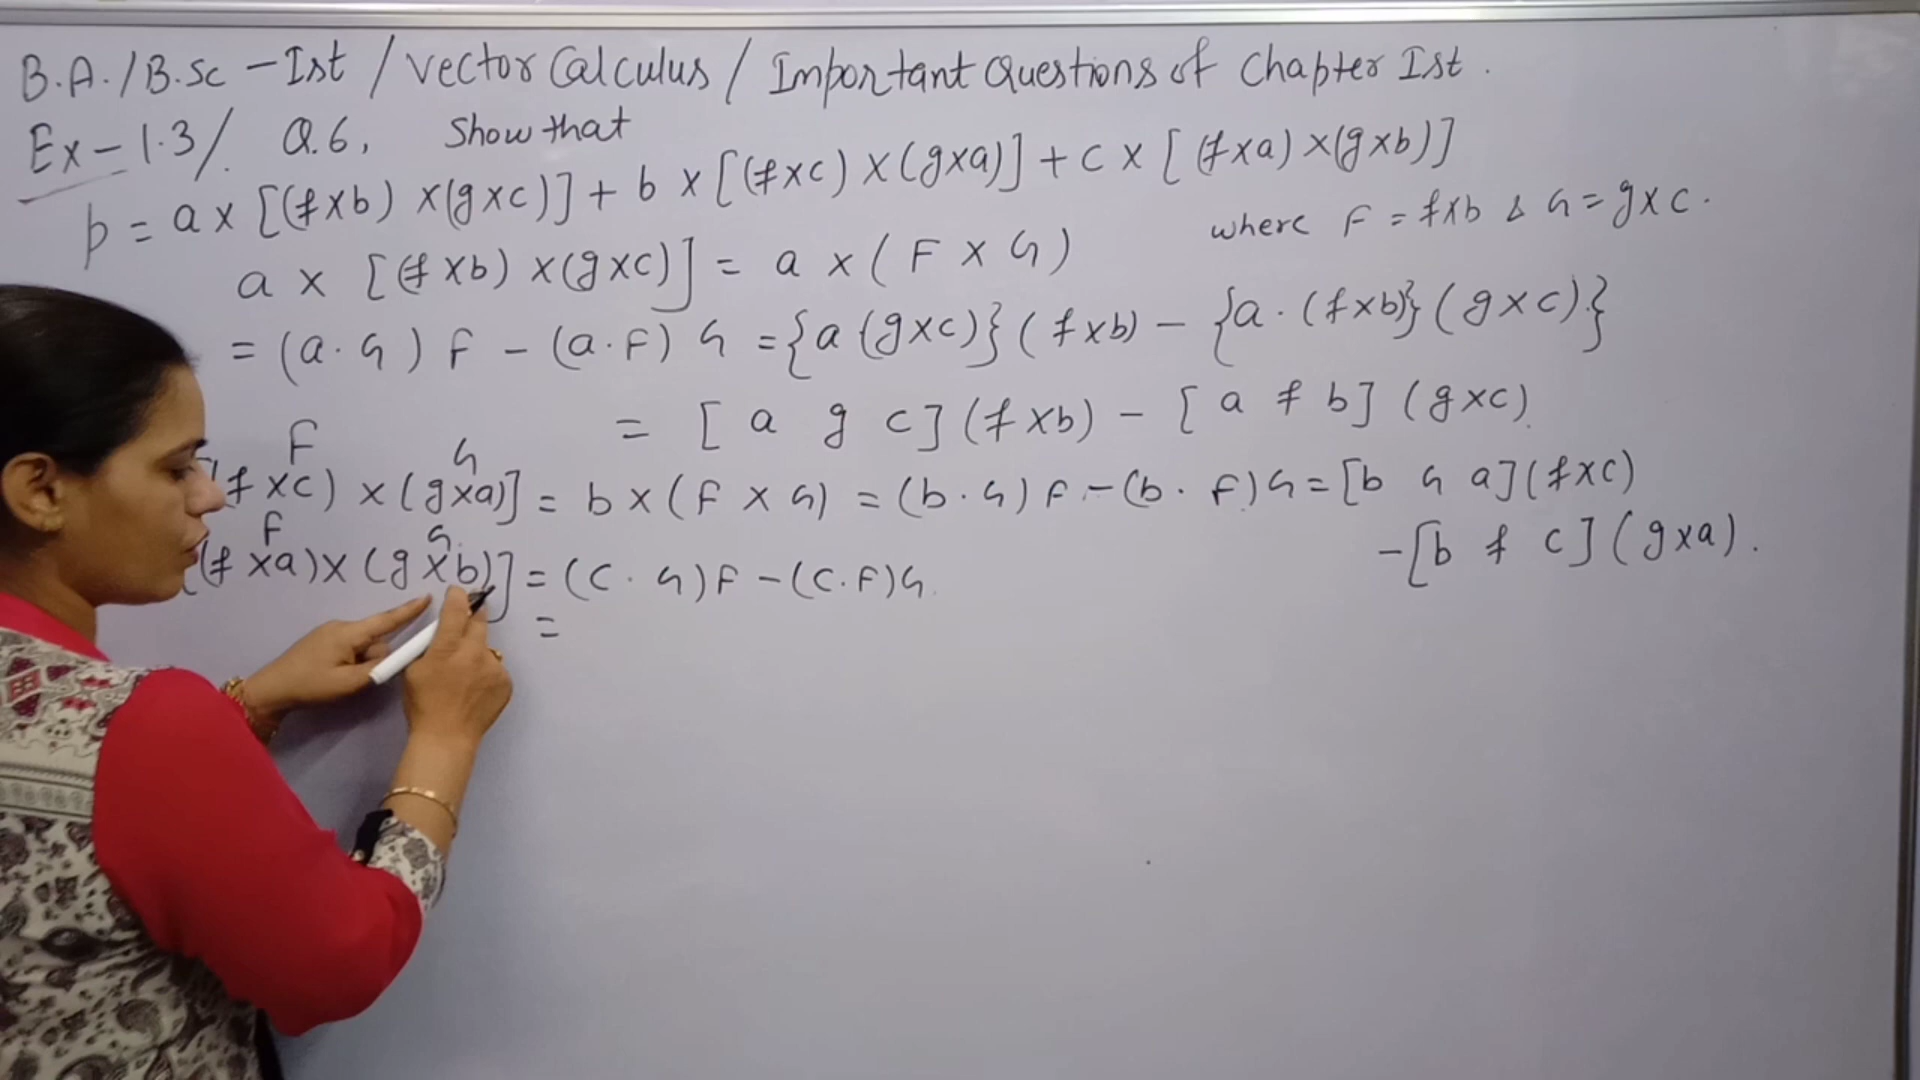 B.A./B.Sc - Ist / Vector Calculus / Important Questions of Chapter Ist.
Ex - 1.3/. Q.6, Show that
p = a x [(f x b) x (g x c)] + b x [(f x c) x (g x a)] + c x [(f x a) x (g x b)]
a x [(f x b) x (g x c)] = a x (F x G) where F = f x b & G = g x c.
= (a . G) F - (a . F) G = {a (g x c)} (f x b) - {a . (f x b)} (g x c)}
= [a g c] (f x b) - [a f b] (g x c)
F G
f x c) x (g x a)] = b x (F x G) = (b . G) F - (b . F) G = [b G a] (f x c)
- [b f c] (g x a).
F G
(f x a) x (g x b)] = (c . G) F - (c . F) G.
=